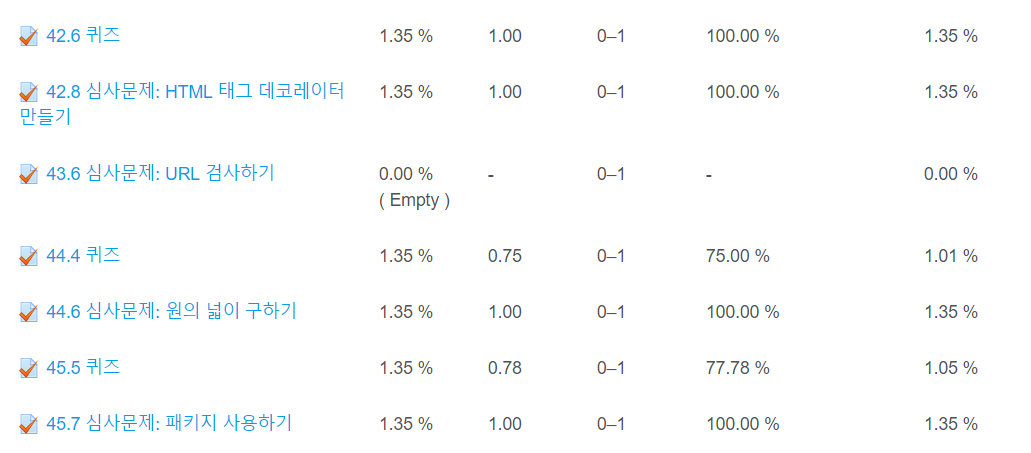 42.6 퀴즈 1.35 % 1.00 0–1 100.00 % 1.35 %
42.8 심사문제: HTML 태그 데코레이터 1.35 % 1.00 0–1 100.00 % 1.35 %
만들기
43.6 심사문제: URL 검사하기 0.00 % - 0–1 - 0.00 %
( Empty )
44.4 퀴즈 1.35 % 0.75 0–1 75.00 % 1.01 %
44.6 심사문제: 원의 넓이 구하기 1.35 % 1.00 0–1 100.00 % 1.35 %
45.5 퀴즈 1.35 % 0.78 0–1 77.78 % 1.05 %
45.7 심사문제: 패키지 사용하기 1.35 % 1.00 0–1 100.00 % 1.35 %